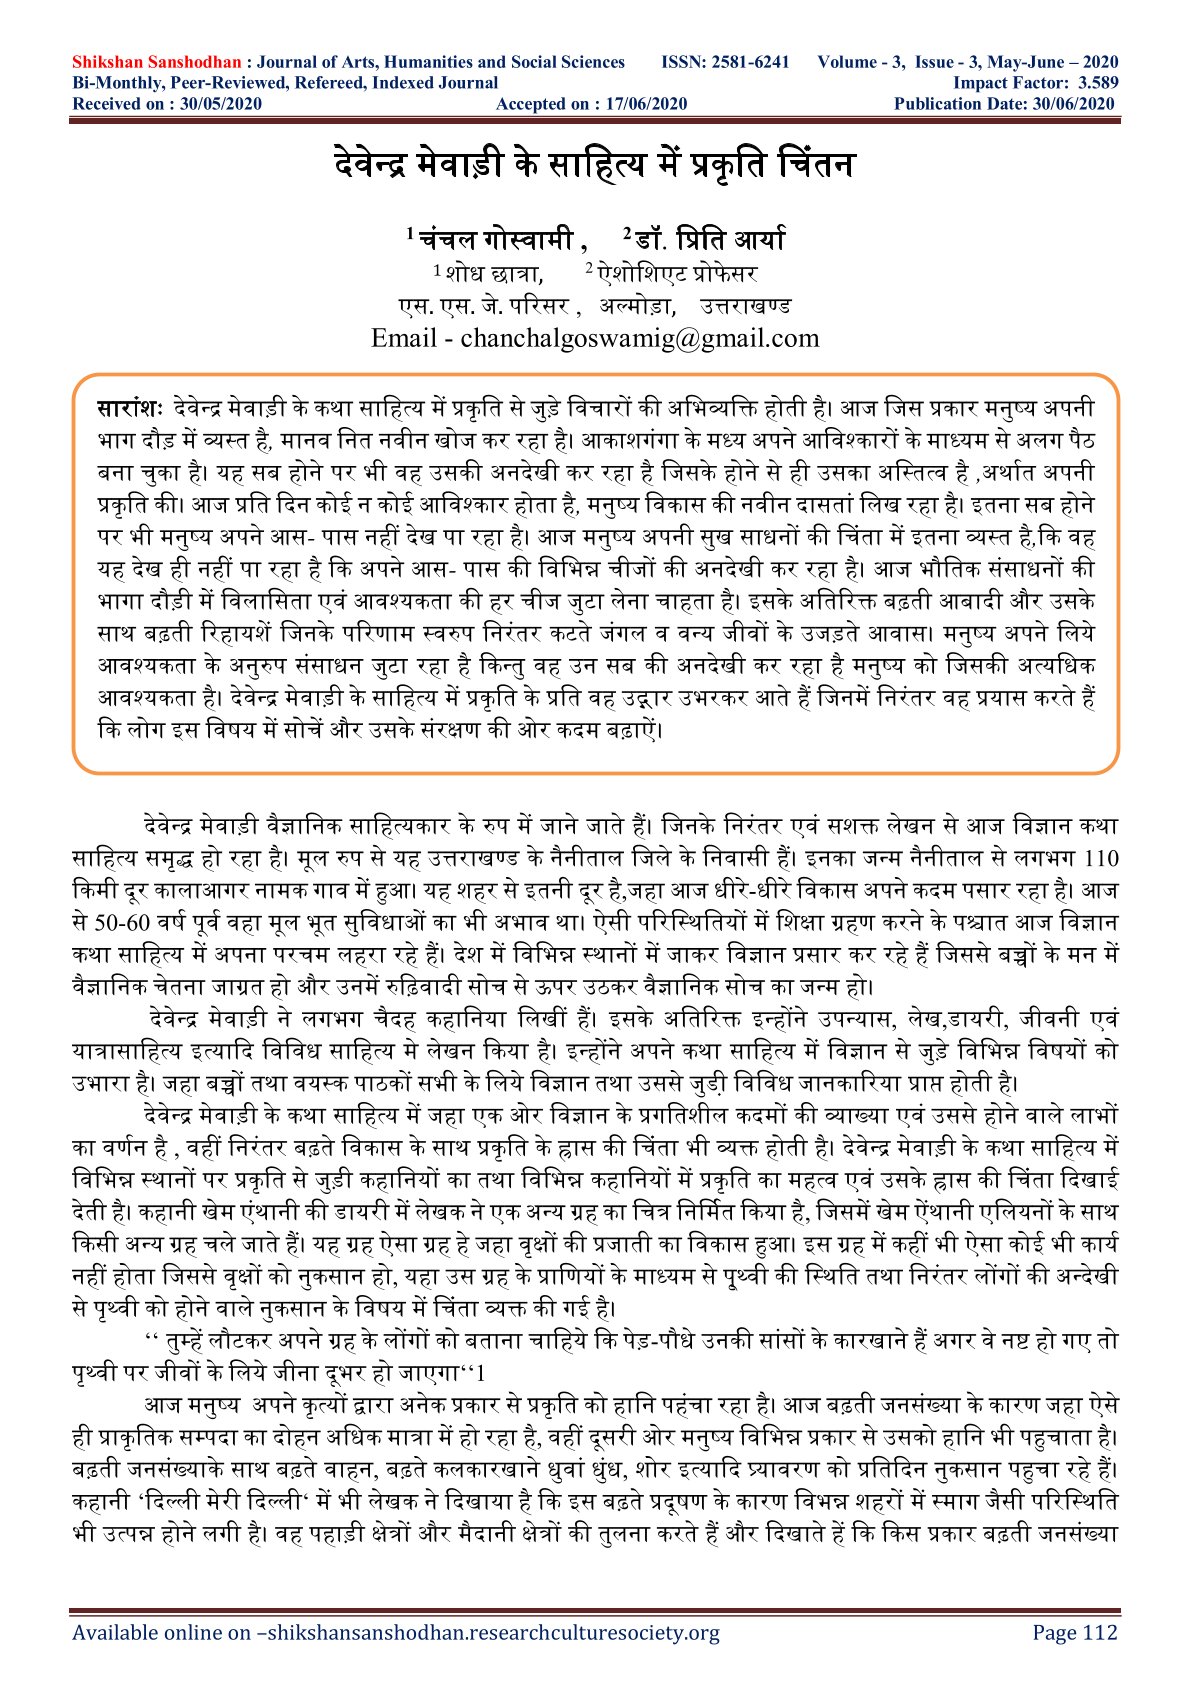 Shikshan Sanshodhan : Journal of Arts, Humanities and Social Sciences ISSN: 2581-6241 Volume - 3, Issue - 3, May-June – 2020
Bi-Monthly, Peer-Reviewed, Refereed, Indexed Journal Impact Factor: 3.589
Received on : 30/05/2020 Accepted on : 17/06/2020 Publication Date: 30/06/2020
देवेन्द्र मेवाड़ी के साहित्य में प्रकृति चिंतन
1 चंचल गोस्वामी , 2 डॉ. प्रिति आर्या
1 शोध छात्रा, 2 ऐशोशिएट प्रोफेसर
एस. एस. जे. परिसर , अल्मोड़ा, उत्तराखण्ड
Email - chanchalgoswamig@gmail.com
सारांशः देवेन्द्र मेवाड़ी के कथा साहित्य में प्रकृति से जुड़े विचारों की अभिव्यक्ति होती है। आज जिस प्रकार मनुष्य अपनी
भाग दौड़ में व्यस्त है, मानव नित नवीन खोज कर रहा है। आकाशगंगा के मध्य अपने आविश्कारों के माध्यम से अलग पैठ
बना चुका है। यह सब होने पर भी वह उसकी अनदेखी कर रहा है जिसके होने से ही उसका अस्तित्व है ,अर्थात अपनी
प्रकृति की। आज प्रति दिन कोई न कोई आविश्कार होता है, मनुष्य विकास की नवीन दासतां लिख रहा है। इतना सब होने
पर भी मनुष्य अपने आस- पास नहीं देख पा रहा है। आज मनुष्य अपनी सुख साधनों की चिंता में इतना व्यस्त है,कि वह
यह देख ही नहीं पा रहा है कि अपने आस- पास की विभिन्न चीजों की अनदेखी कर रहा है। आज भौतिक संसाधनों की
भागा दौड़ी में विलासिता एवं आवश्यकता की हर चीज जुटा लेना चाहता है। इसके अतिरिक्त बढ़ती आबादी और उसके
साथ बढ़ती रिहायशें जिनके परिणाम स्वरुप निरंतर कटते जंगल व वन्य जीवों के उजड़ते आवास। मनुष्य अपने लिये
आवश्यकता के अनुरुप संसाधन जुटा रहा है किन्तु वह उन सब की अनदेखी कर रहा है मनुष्य को जिसकी अत्यधिक
आवश्यकता है। देवेन्द्र मेवाड़ी के साहित्य में प्रकृति के प्रति वह उद्गार उभरकर आते हैं जिनमें निरंतर वह प्रयास करते हैं
कि लोग इस विषय में सोचें और उसके संरक्षण की ओर कदम बढ़ाऐं।
देवेन्द्र मेवाड़ी वैज्ञानिक साहित्यकार के रुप में जाने जाते हैं। जिनके निरंतर एवं सशक्त लेखन से आज विज्ञान कथा
साहित्य समृद्ध हो रहा है। मूल रुप से यह उत्तराखण्ड के नैनीताल जिले के निवासी हैं। इनका जन्म नैनीताल से लगभग 110
किमी दूर कालाआगर नामक गाव में हुआ। यह शहर से इतनी दूर है,जहा आज धीरे-धीरे विकास अपने कदम पसार रहा है। आज
से 50-60 वर्ष पूर्व वहा मूल भूत सुविधाओं का भी अभाव था। ऐसी परिस्थितियों में शिक्षा ग्रहण करने के पश्चात आज विज्ञान
कथा साहित्य में अपना परचम लहरा रहे हैं। देश में विभिन्न स्थानों में जाकर विज्ञान प्रसार कर रहे हैं जिससे बच्चों के मन में
वैज्ञानिक चेतना जाग्रत हो और उनमें रुढ़िवादी सोच से ऊपर उठकर वैज्ञानिक सोच का जन्म हो।
देवेन्द्र मेवाड़ी ने लगभग चैदह कहानिया लिखीं हैं। इसके अतिरिक्त इन्होंने उपन्यास, लेख,डायरी, जीवनी एवं
यात्रासाहित्य इत्यादि विविध साहित्य मे लेखन किया है। इन्होंने अपने कथा साहित्य में विज्ञान से जुड़े विभिन्न विषयों को
उभारा है। जहा बच्चों तथा वयस्क पाठकों सभी के लिये विज्ञान तथा उससे जुडी़ विविध जानकारिया प्राप्त होती है।
देवेन्द्र मेवाड़ी के कथा साहित्य में जहा एक ओर विज्ञान के प्रगतिशील कदमों की व्याख्या एवं उससे होने वाले लाभों
का वर्णन है , वहीं निरंतर बढ़ते विकास के साथ प्रकृति के ह्रास की चिंता भी व्यक्त होती है। देवेन्द्र मेवाड़ी के कथा साहित्य में
विभिन्न स्थानों पर प्रकृति से जुड़ी कहानियों का तथा विभिन्न कहानियों में प्रकृति का महत्व एवं उसके ह्रास की चिंता दिखाई
देती है। कहानी खेम एंथानी की डायरी में लेखक ने एक अन्य ग्रह का चित्र निर्मित किया है, जिसमें खेम ऐंथानी एलियनों के साथ
किसी अन्य ग्रह चले जाते हैं। यह ग्रह ऐसा ग्रह हे जहा वृक्षों की प्रजाती का विकास हुआ। इस ग्रह में कहीं भी ऐसा कोई भी कार्य
नहीं होता जिससे वृक्षों को नुकसान हो, यहा उस ग्रह के प्राणियों के माध्यम से पृ्थ्वी की स्थिति तथा निरंतर लोंगों की अन्देखी
से पृथ्वी को होने वाले नुकसान के विषय में चिंता व्यक्त की गई है।
‘‘ तुम्हें लौटकर अपने ग्रह के लोंगों को बताना चाहिये कि पेड़-पौधे उनकी सांसों के कारखाने हैं अगर वे नष्ट हो गए तो
पृथ्वी पर जीवों के लिये जीना दूभर हो जाएगा‘‘1
आज मनुष्य अपने कृत्यों द्वारा अनेक प्रकार से प्रकृति को हानि पहंचा रहा है। आज बढ़ती जनसंख्या के कारण जहा ऐसे
ही प्राकृतिक सम्पदा का दोहन अधिक मात्रा में हो रहा है, वहीं दूसरी ओर मनुष्य विभिन्न प्रकार से उसको हानि भी पहुचाता है।
बढ़ती जनसंख्याके साथ बढ़ते वाहन, बढ़ते कलकारखाने धुवां धुंध, शोर इत्यादि प्र्यावरण को प्रतिदिन नुकसान पहुचा रहे हैं।
कहानी ‘दिल्ली मेरी दिल्ली‘ में भी लेखक ने दिखाया है कि इस बढ़ते प्रदूषण के कारण विभन्न शहरों में स्माग जैसी परिस्थिति
भी उत्पन्न होने लगी है। वह पहाड़ी क्षेत्रों और मैदानी क्षेत्रों की तुलना करते हैं और दिखाते हें कि किस प्रकार बढ़ती जनसंख्या
Available online on –shikshansanshodhan.researchculturesociety.org Page 112